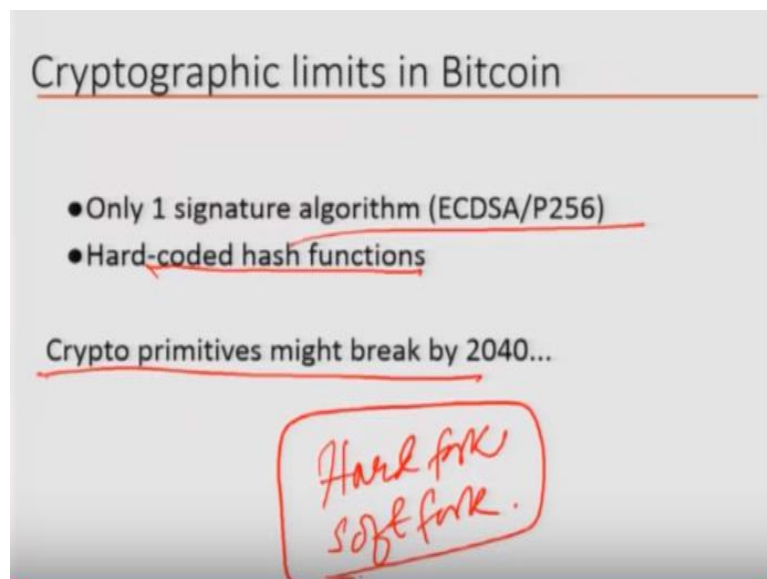 Cryptographic limits in Bitcoin
●Only 1 signature algorithm (ECDSA/P256)
●Hard-coded hash functions
Crypto primitives might break by 2040...
Hard fork
soft fork.